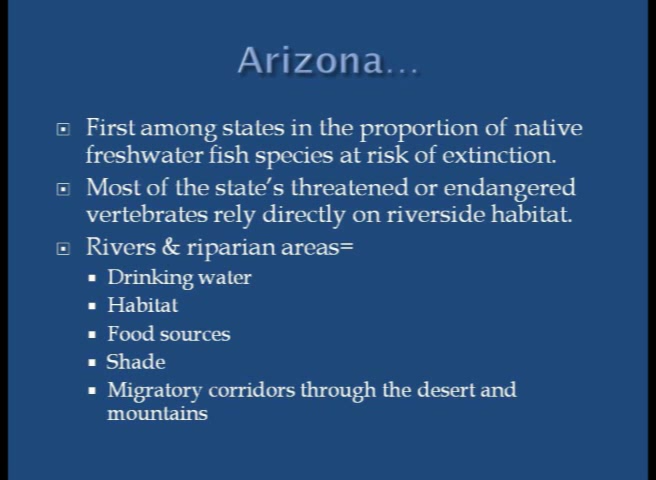 Arizona...
First among states in the proportion of native
freshwater fish species at risk of extinction.
Most of the state's threatened or endangered
vertebrates rely directly on riverside habitat.
Rivers & riparian areas=
Drinking water
Habitat
Food sources
Shade
Migratory corridors through the desert and
mountains